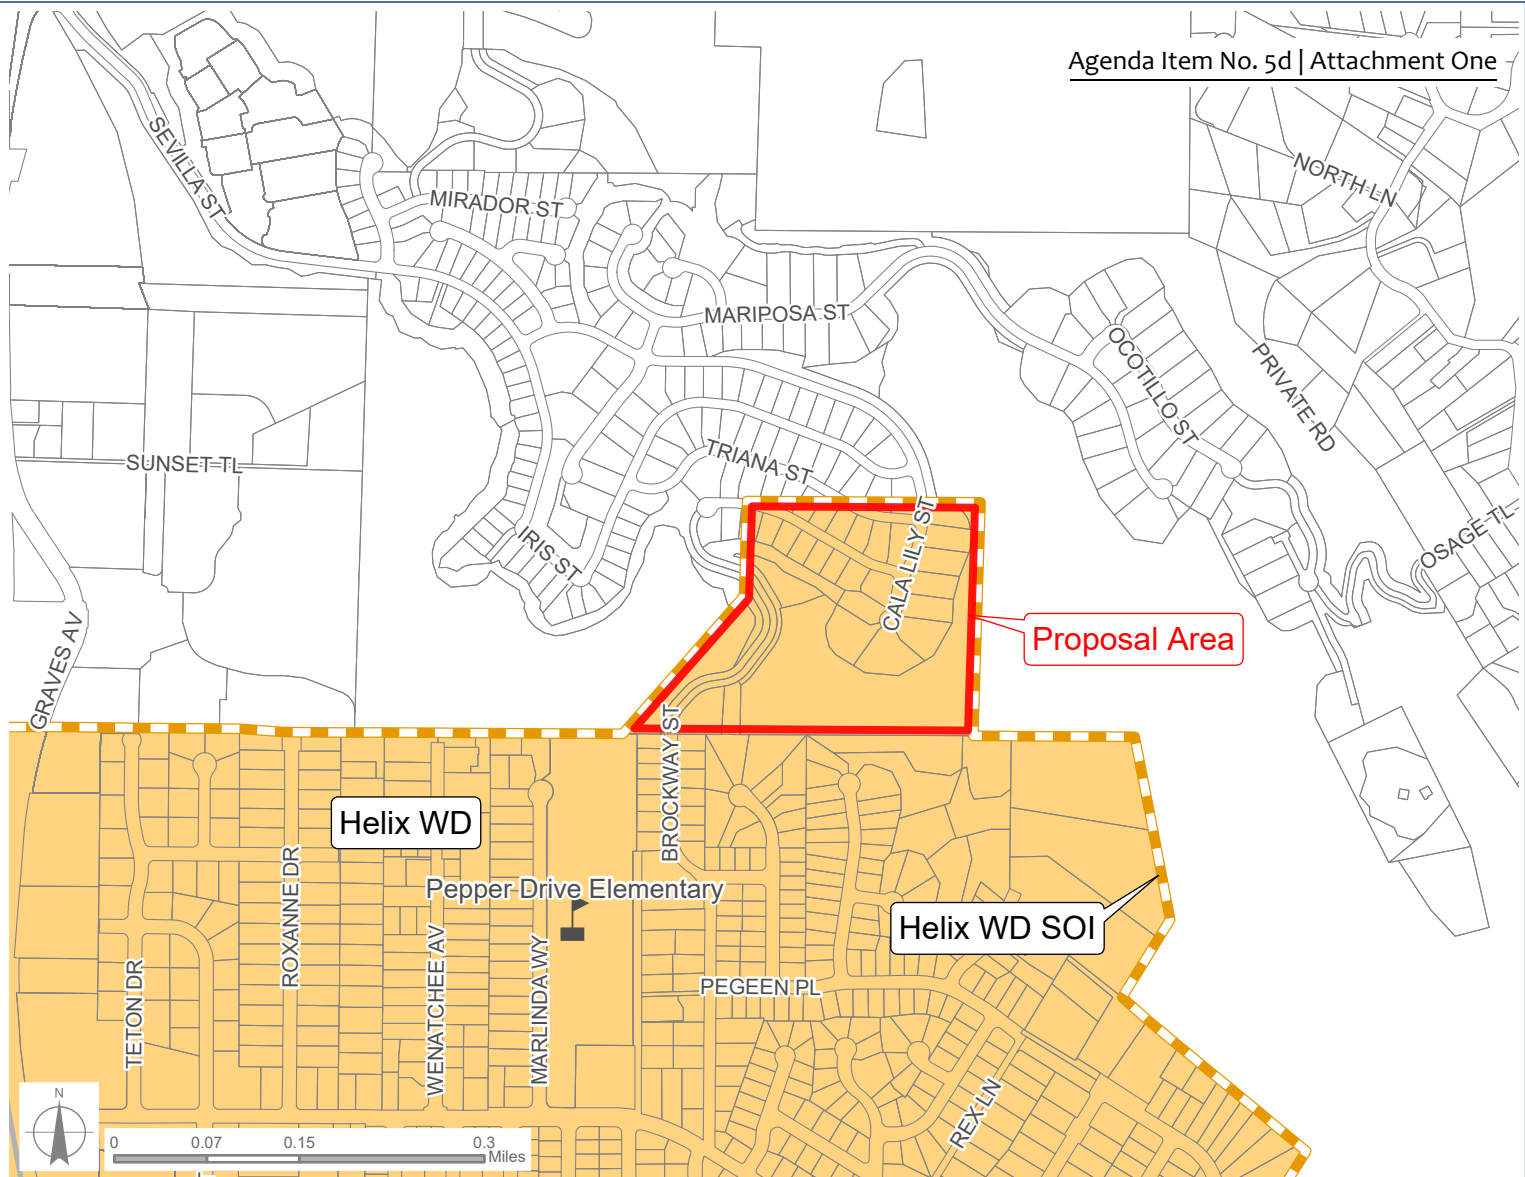 Agenda Item No. 5d | Attachment One
SEVILLA ST
MIRADOR ST
NORTH LN
MARIPOSA ST
OCOTILLO ST
PRIVATE RD
SUNSET TL
TRIANA ST
IRIS ST
CALA LILY ST
OSAGE TL
GRAVES AV
Proposal Area
BROCKWAY ST
Helix WD
ROXANNE DR
Pepper Drive Elementary
Helix WD SOI
TETON DR
WENATCHEE AV
MARLINDA WY
PEGEEN PL
REX LN
N
0 0.07 0.15 0.3
Miles